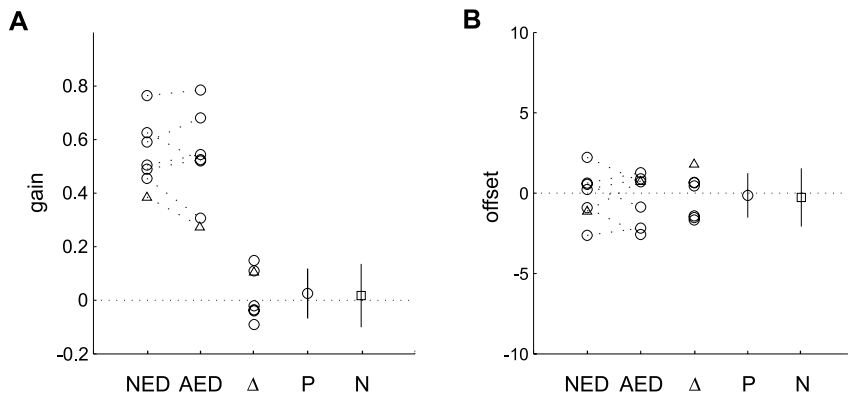 A
gain
0.8
0.6
0.4
0.2
0
-0.2
NED AED Δ P N
B
offset
10
5
0
-5
-10
NED AED Δ P N